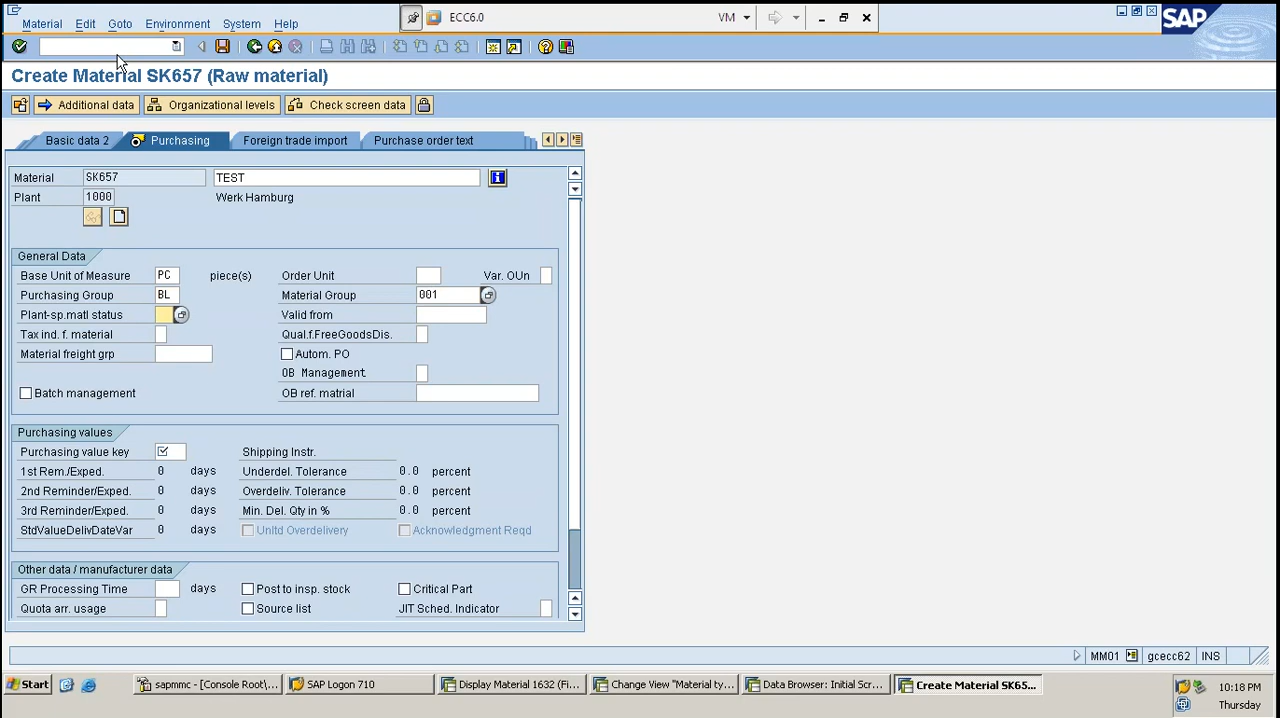 Material Edit Goto Environment System Help
ECC6.0
VM
SAP
Create Material SK657 (Raw material)
Additional data Organizational levels Check screen data
Basic data 2 Purchasing Foreign trade import Purchase order text
Material SK657 TEST
Plant 1000 Werk Hamburg
General Data
Base Unit of Measure PC piece(s) Order Unit Var. OUn
Purchasing Group BL Material Group 001
Plant-sp.matl status Valid from
Tax ind. f. material Qual.f.FreeGoodsDis.
Material freight grp Autom. PO
OB Management
Batch management OB ref. matrial
Purchasing values
Purchasing value key Shipping Instr.
1st Rem./Exped. 0 days Underdel. Tolerance 0.0 percent
2nd Reminder/Exped. 0 days Overdeliv. Tolerance 0.0 percent
3rd Reminder/Exped. 0 days Min. Del. Qty in % 0.0 percent
StdValueDelivDateVar 0 days Unltd Overdelivery Acknowledgment Reqd
Other data / manufacturer data
GR Processing Time days Post to insp. stock Critical Part
Quota arr. usage Source list JIT Sched. Indicator
MM01 gcecc62 INS
Start sapmmc - [Console Root\... SAP Logon 710 Display Material 1632 (Fi... Change View "Material ty... Data Browser: Initial Scr... Create Material SK65... 10:18 PM
Thursday